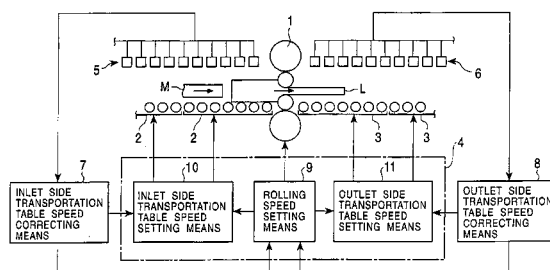 1
5
6
M
L
2
2
3
3
4
7
10
9
11
8
INLET SIDE
TRANSPORTATION
TABLE SPEED
CORRECTING
MEANS
INLET SIDE
TRANSPORTATION
TABLE SPEED
SETTING MEANS
ROLLING
SPEED
SETTING
MEANS
OUTLET SIDE
TRANSPORTATION
TABLE SPEED
SETTING MEANS
OUTLET SIDE
TRANSPORTATION
TABLE SPEED
CORRECTING
MEANS